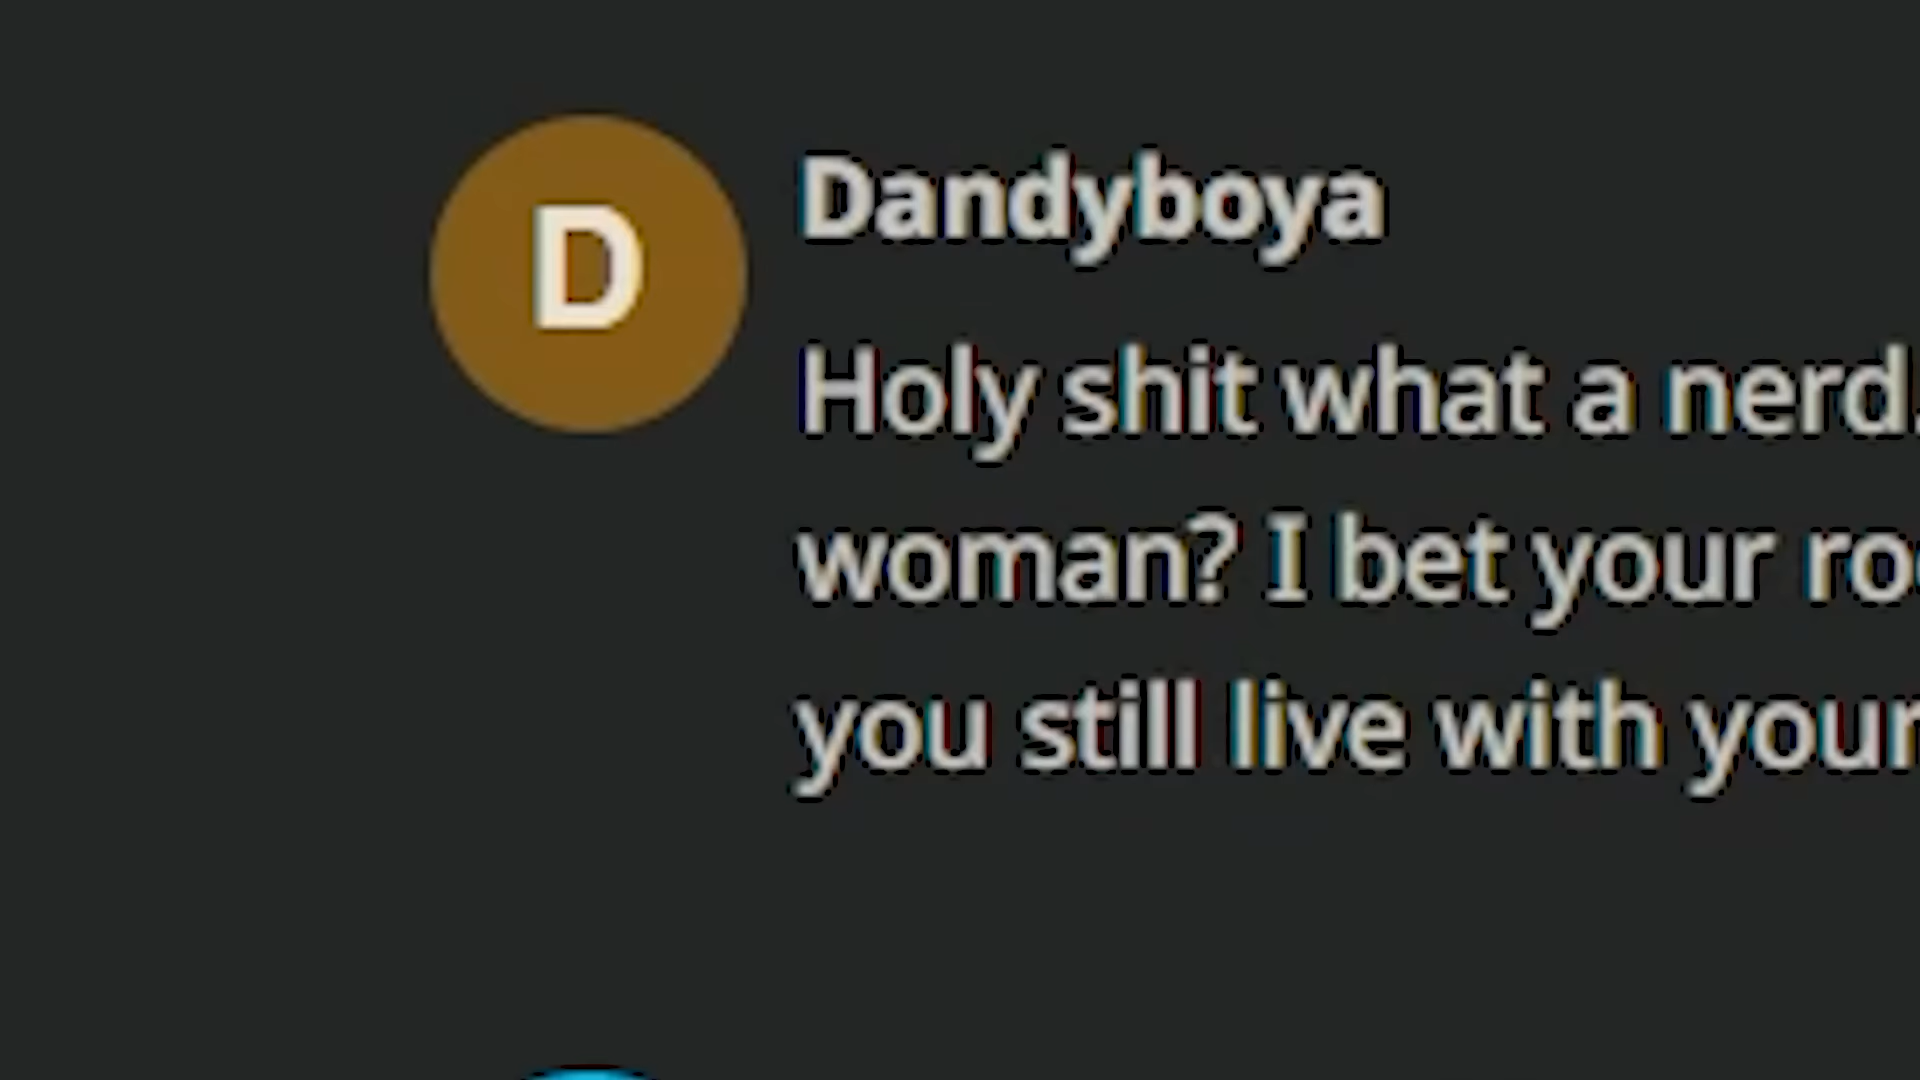 D
Dandyboya
Holy shit what a nerd.
woman? I bet your
you still live with your